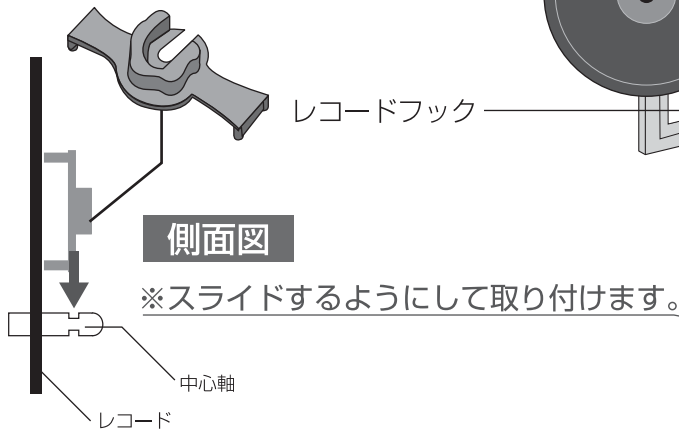 レコードフック
側面図
※スライドするようにして取り付けます。
中心軸
レコード